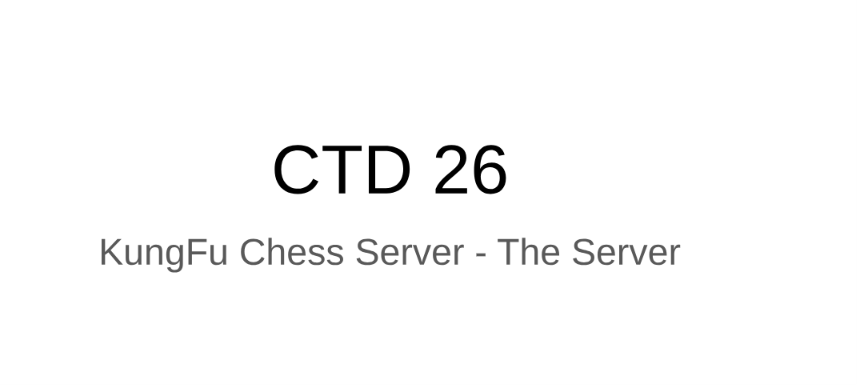 CTD 26
KungFu Chess Server - The Server